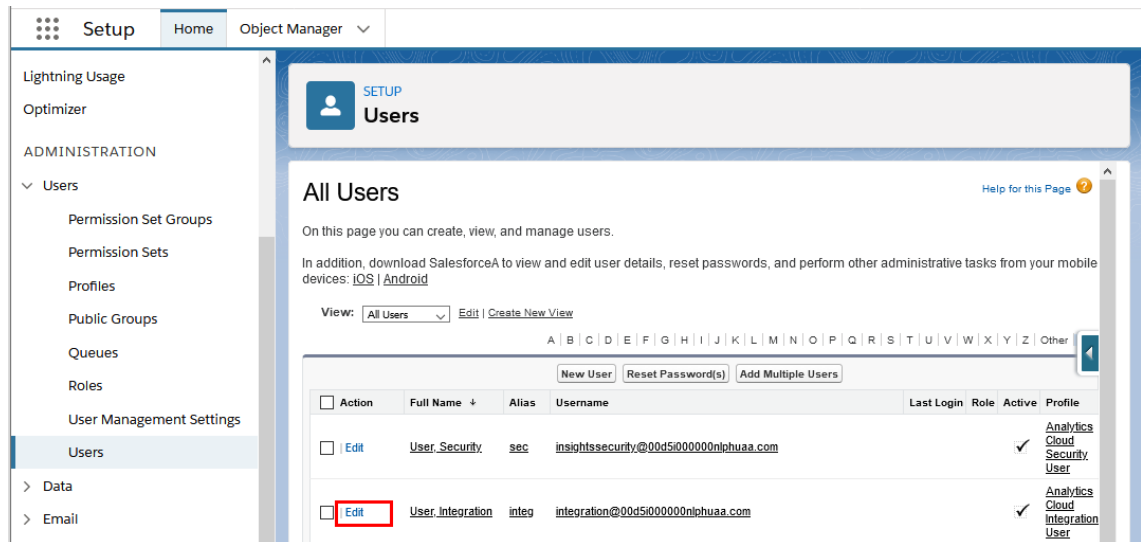 Setup
Home
Object Manager
Lightning Usage
Optimizer
ADMINISTRATION
Users
Permission Set Groups
Permission Sets
Profiles
Public Groups
Queues
Roles
User Management Settings
Users
Data
Email
SETUP
Users
All Users
Help for this Page ?
On this page you can create, view, and manage users.
In addition, download SalesforceA to view and edit user details, reset passwords, and perform other administrative tasks from your mobile
devices: iOS | Android
View: All Users Edit | Create New View
A | B | C | D | E | F | G | H | I | J | K | L | M | N | O | P | Q | R | S | T | U | V | W | X | Y | Z | Other
New User Reset Password(s) Add Multiple Users
Action Full Name Alias Username Last Login Role Active Profile
| Edit User, Security sec insightssecurity@00d5i000000nlphuaa.com Analytics
Cloud
Security
User
| Edit User, Integration integ integration@00d5i000000nlphuaa.com Analytics
Cloud
Integration
User